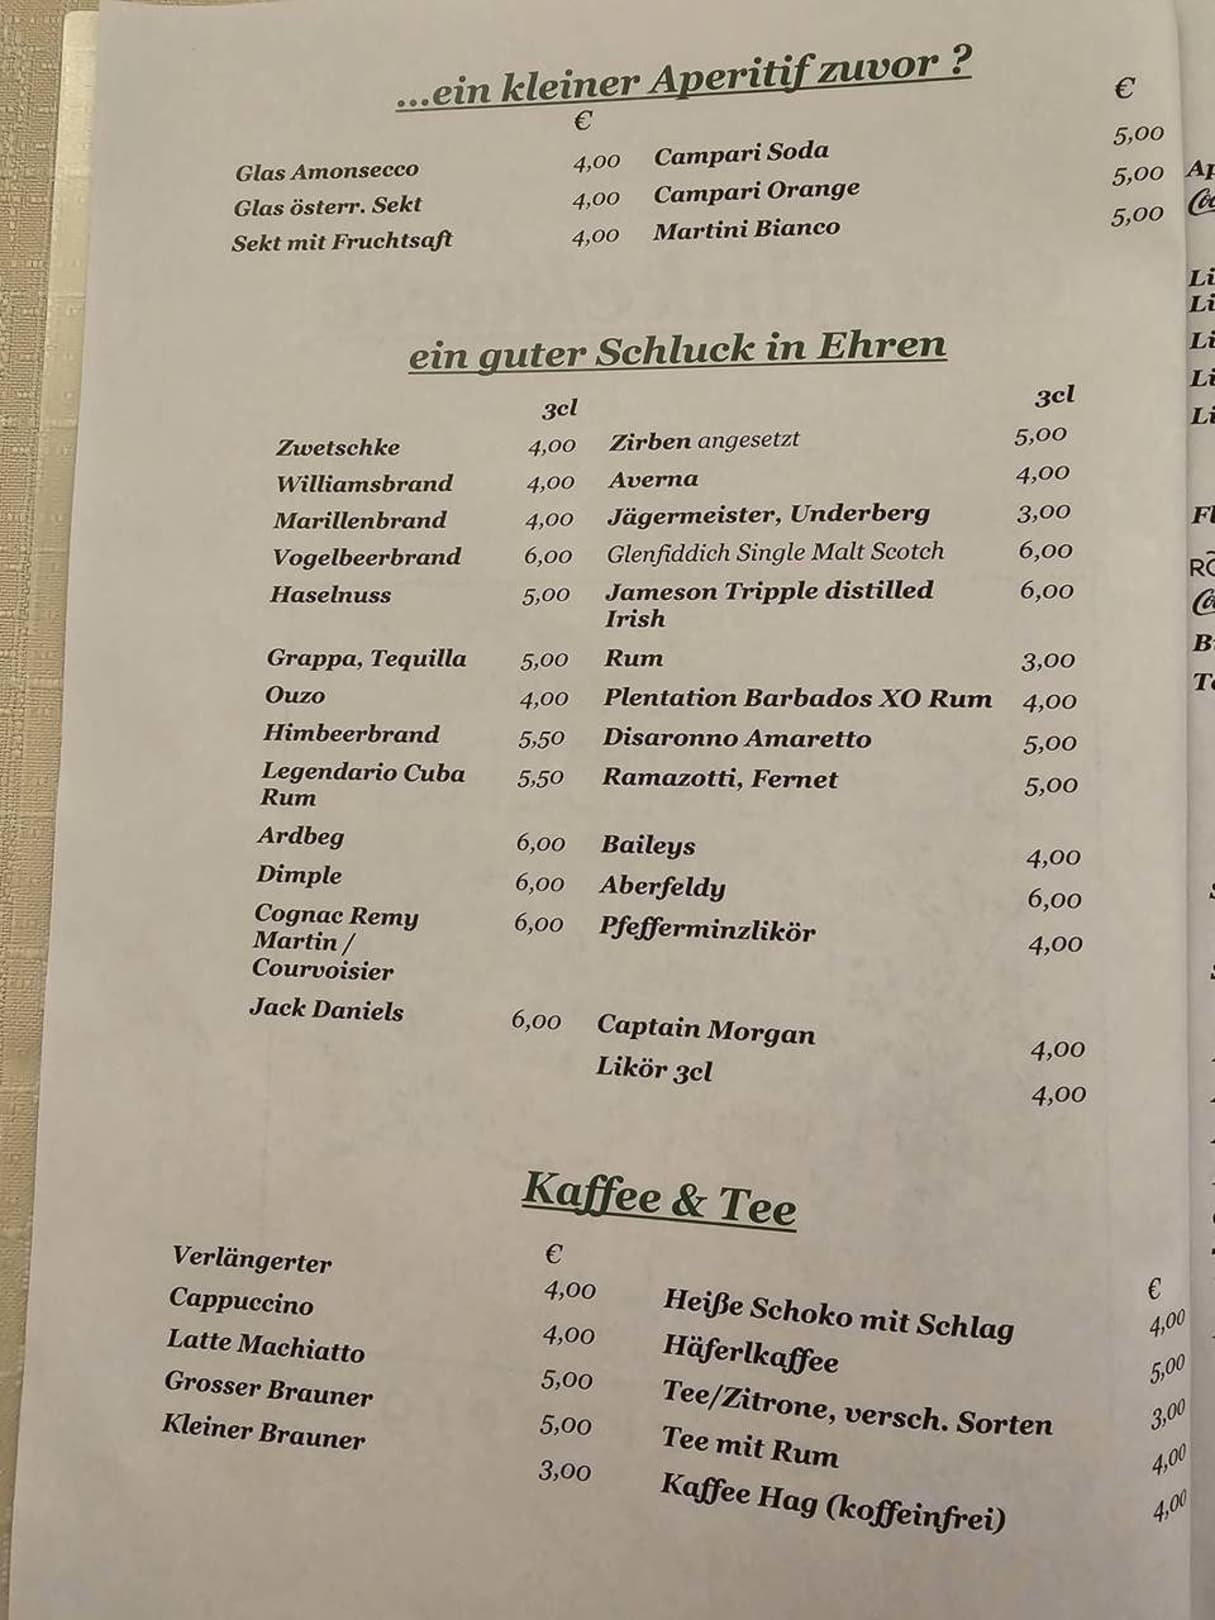 ...ein kleiner Aperitif zuvor ?
€ €
Glas Amonsecco 4,00 Campari Soda 5,00
Glas österr. Sekt 4,00 Campari Orange 5,00
Sekt mit Fruchtsaft 4,00 Martini Bianco 5,00
ein guter Schluck in Ehren
3cl 3cl
Zwetschke 4,00 Zirben angesetzt 5,00
Williamsbrand 4,00 Averna 4,00
Marillenbrand 4,00 Jägermeister, Underberg 3,00
Vogelbeerbrand 6,00 Glenfiddich Single Malt Scotch 6,00
Haselnuss 5,00 Jameson Tripple distilled 6,00
Irish
Grappa, Tequilla 5,00 Rum 3,00
Ouzo 4,00 Plentation Barbados XO Rum 4,00
Himbeerbrand 5,50 Disaronno Amaretto 5,00
Legendario Cuba 5,50 Ramazotti, Fernet 5,00
Rum
Ardbeg 6,00 Baileys 4,00
Dimple 6,00 Aberfeldy 6,00
Cognac Remy 6,00 Pfefferminzlikör 4,00
Martin /
Courvoisier
Jack Daniels 6,00 Captain Morgan 4,00
Likör 3cl 4,00
Kaffee & Tee
€ €
Verlängerter 4,00 Heiße Schoko mit Schlag 4,00
Cappuccino 4,00 Häferlkaffee 5,00
Latte Machiatto 5,00 Tee/Zitrone, versch. Sorten 3,00
Grosser Brauner 5,00 Tee mit Rum 4,00
Kleiner Brauner 3,00 Kaffee Hag (koffeinfrei) 4,00